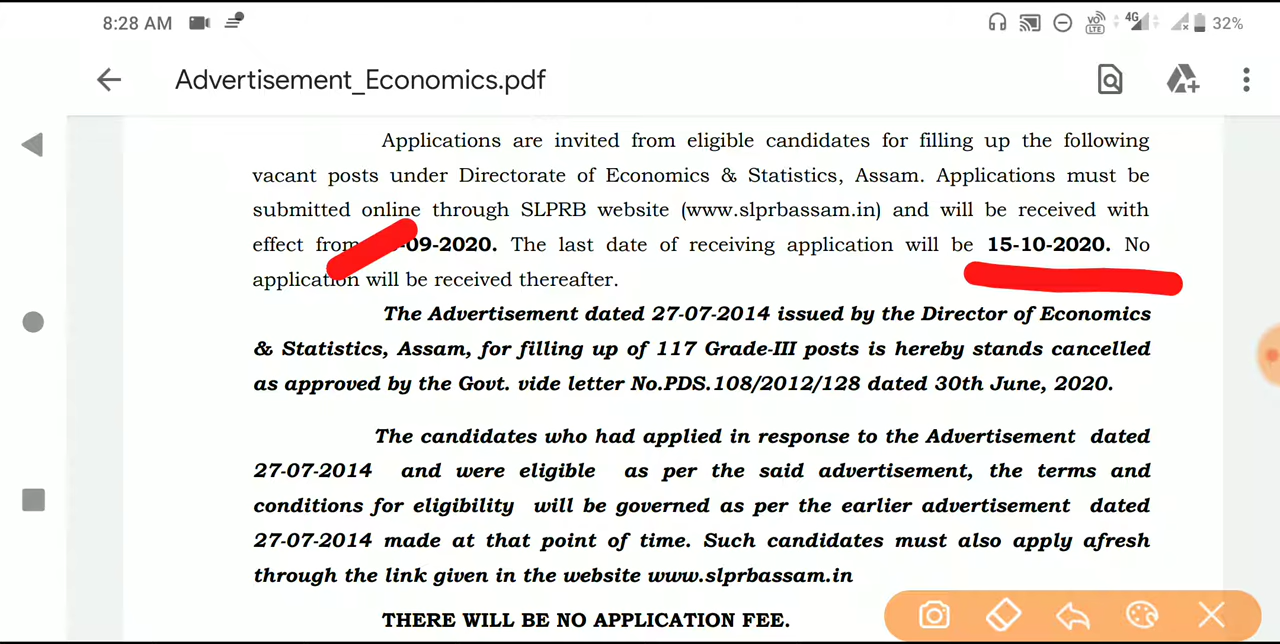 8:28 AM
VO LTE 4G 32%
Advertisement_Economics.pdf
Applications are invited from eligible candidates for filling up the following
vacant posts under Directorate of Economics & Statistics, Assam. Applications must be
submitted online through SLPRB website (www.slprbassam.in) and will be received with
effect from -09-2020. The last date of receiving application will be 15-10-2020. No
application will be received thereafter.
The Advertisement dated 27-07-2014 issued by the Director of Economics
& Statistics, Assam, for filling up of 117 Grade-III posts is hereby stands cancelled
as approved by the Govt. vide letter No.PDS.108/2012/128 dated 30th June, 2020.
The candidates who had applied in response to the Advertisement dated
27-07-2014 and were eligible as per the said advertisement, the terms and
conditions for eligibility will be governed as per the earlier advertisement dated
27-07-2014 made at that point of time. Such candidates must also apply afresh
through the link given in the website www.slprbassam.in
THERE WILL BE NO APPLICATION FEE.